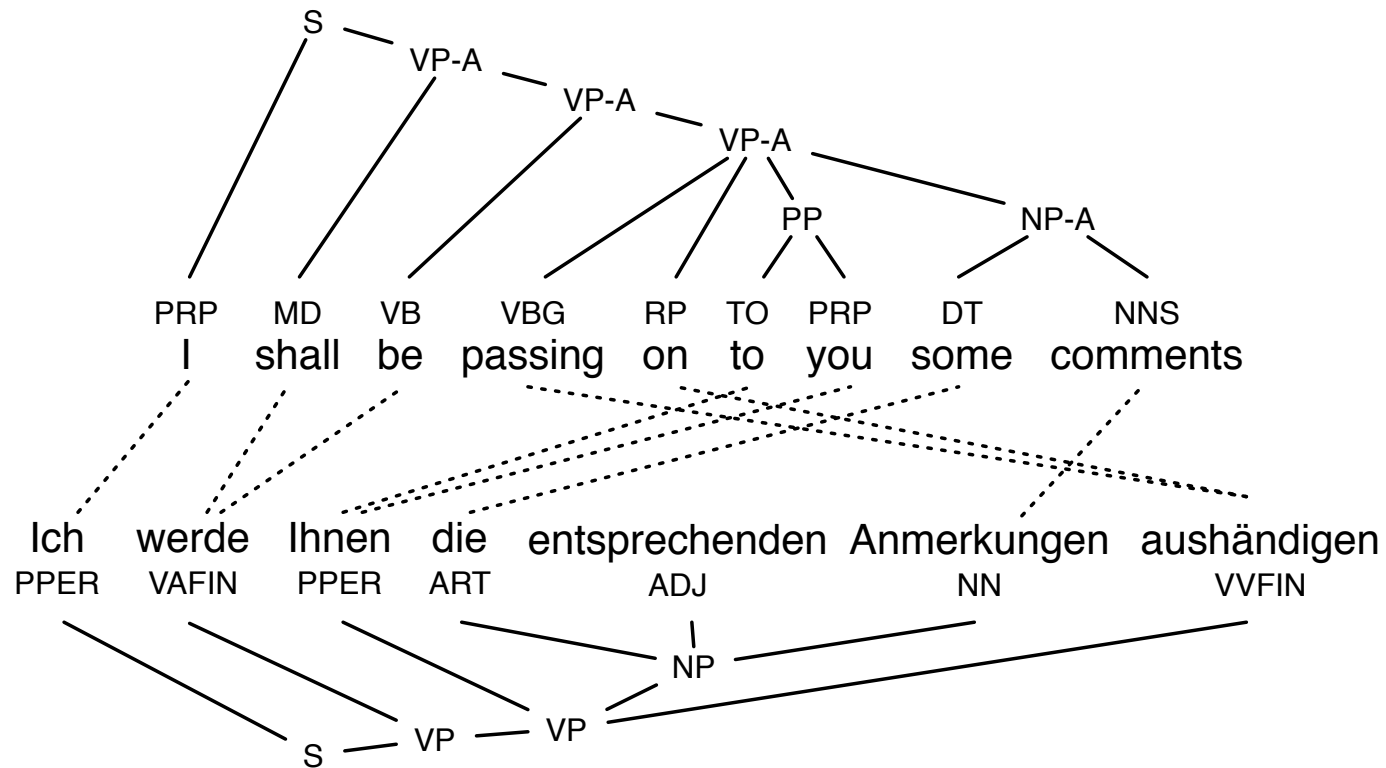 S
VP-A
VP-A
VP-A
PP NP-A
PRP MD VB VBG RP TO PRP DT NNS
I shall be passing on to you some comments
Ich werde Ihnen die entsprechenden Anmerkungen aushändigen
PPER VAFIN PPER ART ADJ NN VVFIN
NP
VP
VP
S